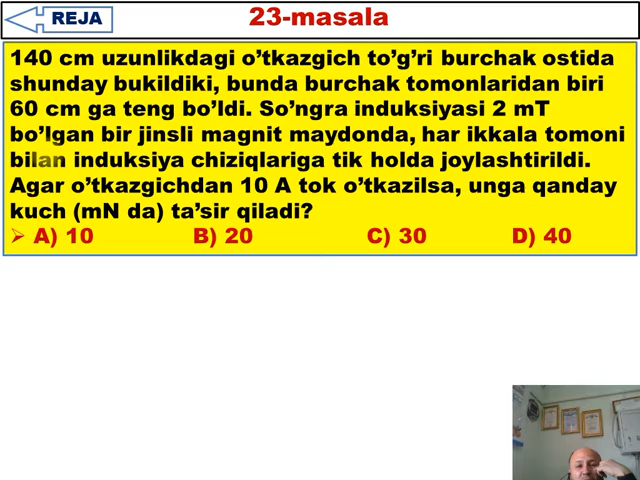 REJA
23-masala
140 cm uzunlikdagi o’tkazgich to’g’ri burchak ostida
shunday bukildiki, bunda burchak tomonlaridan biri
60 cm ga teng bo’ldi. So’ngra induksiyasi 2 mT
bo’lgan bir jinsli magnit maydonda, har ikkala tomoni
bilan induksiya chiziqlariga tik holda joylashtirildi.
Agar o’tkazgichdan 10 A tok o’tkazilsa, unga qanday
kuch (mN da) ta’sir qiladi?
➢ A) 10 B) 20 C) 30 D) 40